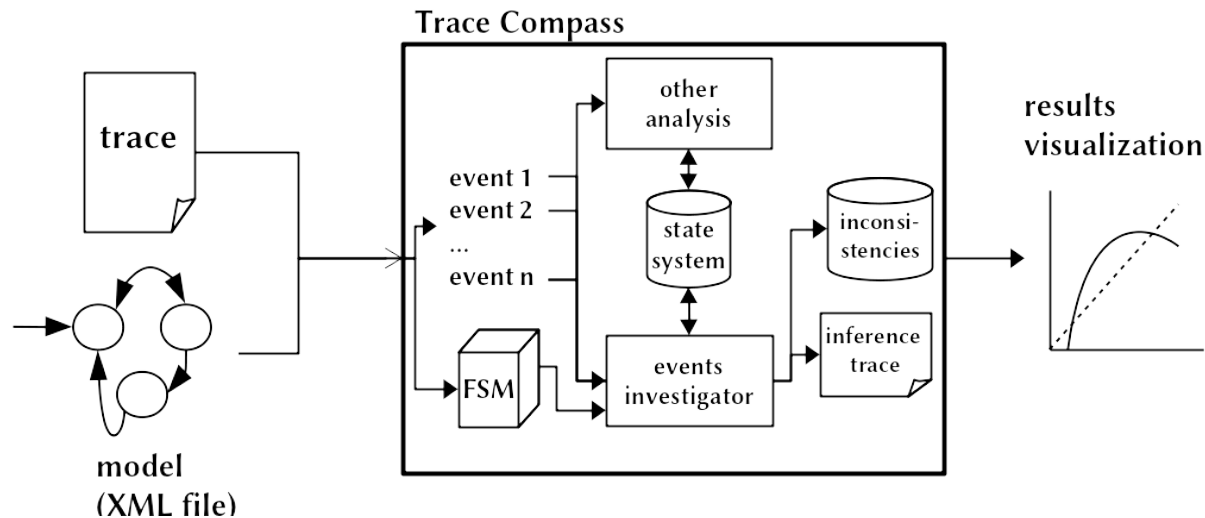 Trace Compass
trace
model
(XML file)
event 1
event 2
...
event n
FSM
other
analysis
state
system
events
investigator
inconsi-
stencies
inference
trace
results
visualization